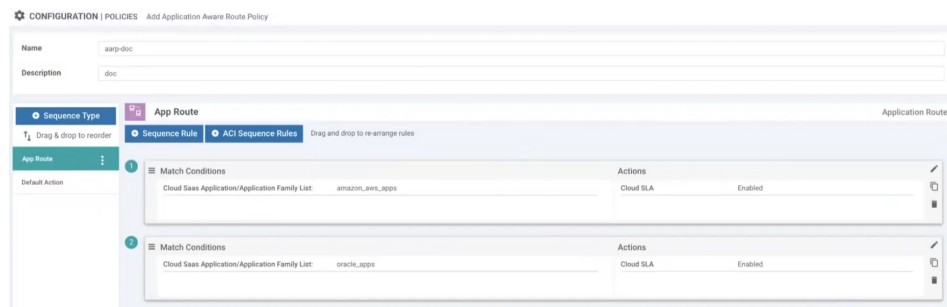 CONFIGURATION | POLICIES Add Application Aware Route Policy
Name aarp-doc
Description doc
Sequence Type
Drag & drop to reorder
App Route
Default Action
App Route Application Route
Sequence Rule ACI Sequence Rules Drag and drop to re-arrange rules
1 Match Conditions Actions
Cloud Saas Application/Application Family List: amazon_aws_apps Cloud SLA Enabled
2 Match Conditions Actions
Cloud Saas Application/Application Family List: oracle_apps Cloud SLA Enabled